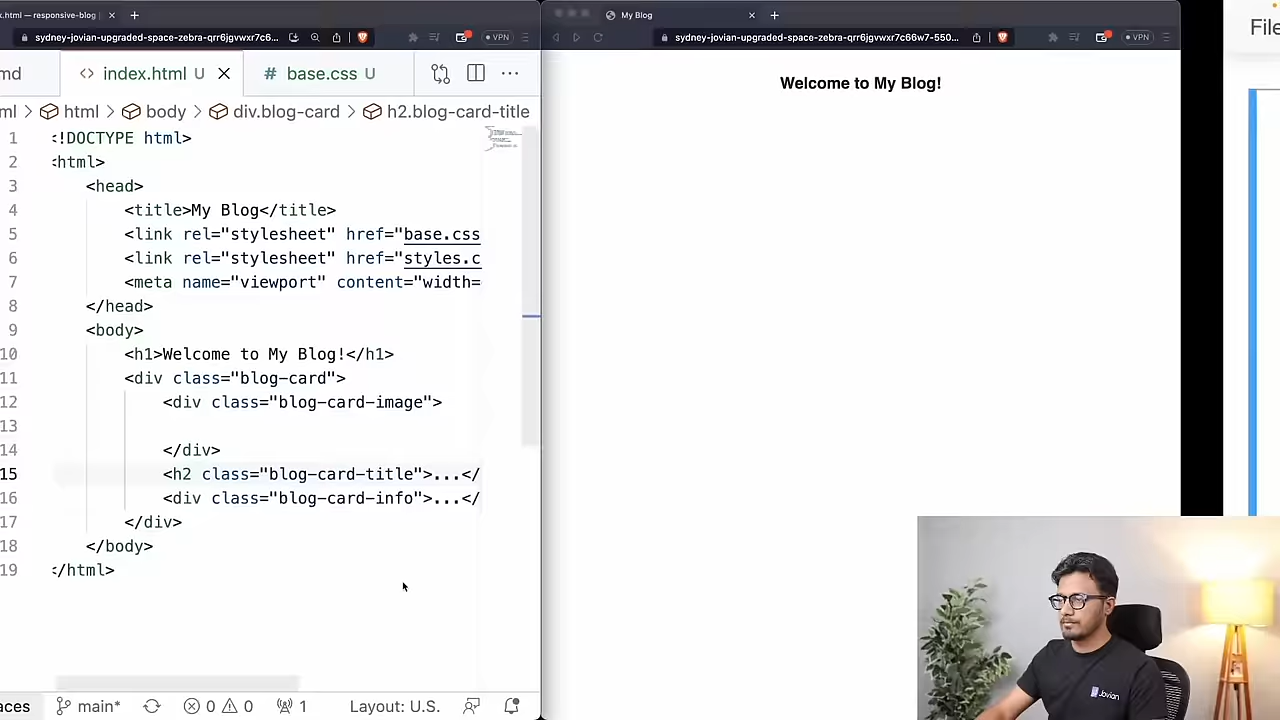 x.html — responsive-blog
My Blog
sydney-jovian-upgraded-space-zebra-qrr6jgvwxr7c6...
VPN
sydney-jovian-upgraded-space-zebra-qrr6jgvwxr7c66w7-550...
VPN
File
md
index.html U
base.css U
ml > html > body > div.blog-card > h2.blog-card-title
Welcome to My Blog!
1 <!DOCTYPE html>
2 <html>
3 <head>
4 <title>My Blog</title>
5 <link rel="stylesheet" href="base.css
6 <link rel="stylesheet" href="styles.c
7 <meta name="viewport" content="width=
8 </head>
9 <body>
10 <h1>Welcome to My Blog!</h1>
11 <div class="blog-card">
12 <div class="blog-card-image">
13
14 </div>
15 <h2 class="blog-card-title">...</
16 <div class="blog-card-info">...</
17 </div>
18 </body>
19 </html>
aces main* 0 0 1 Layout: U.S.
Jovian